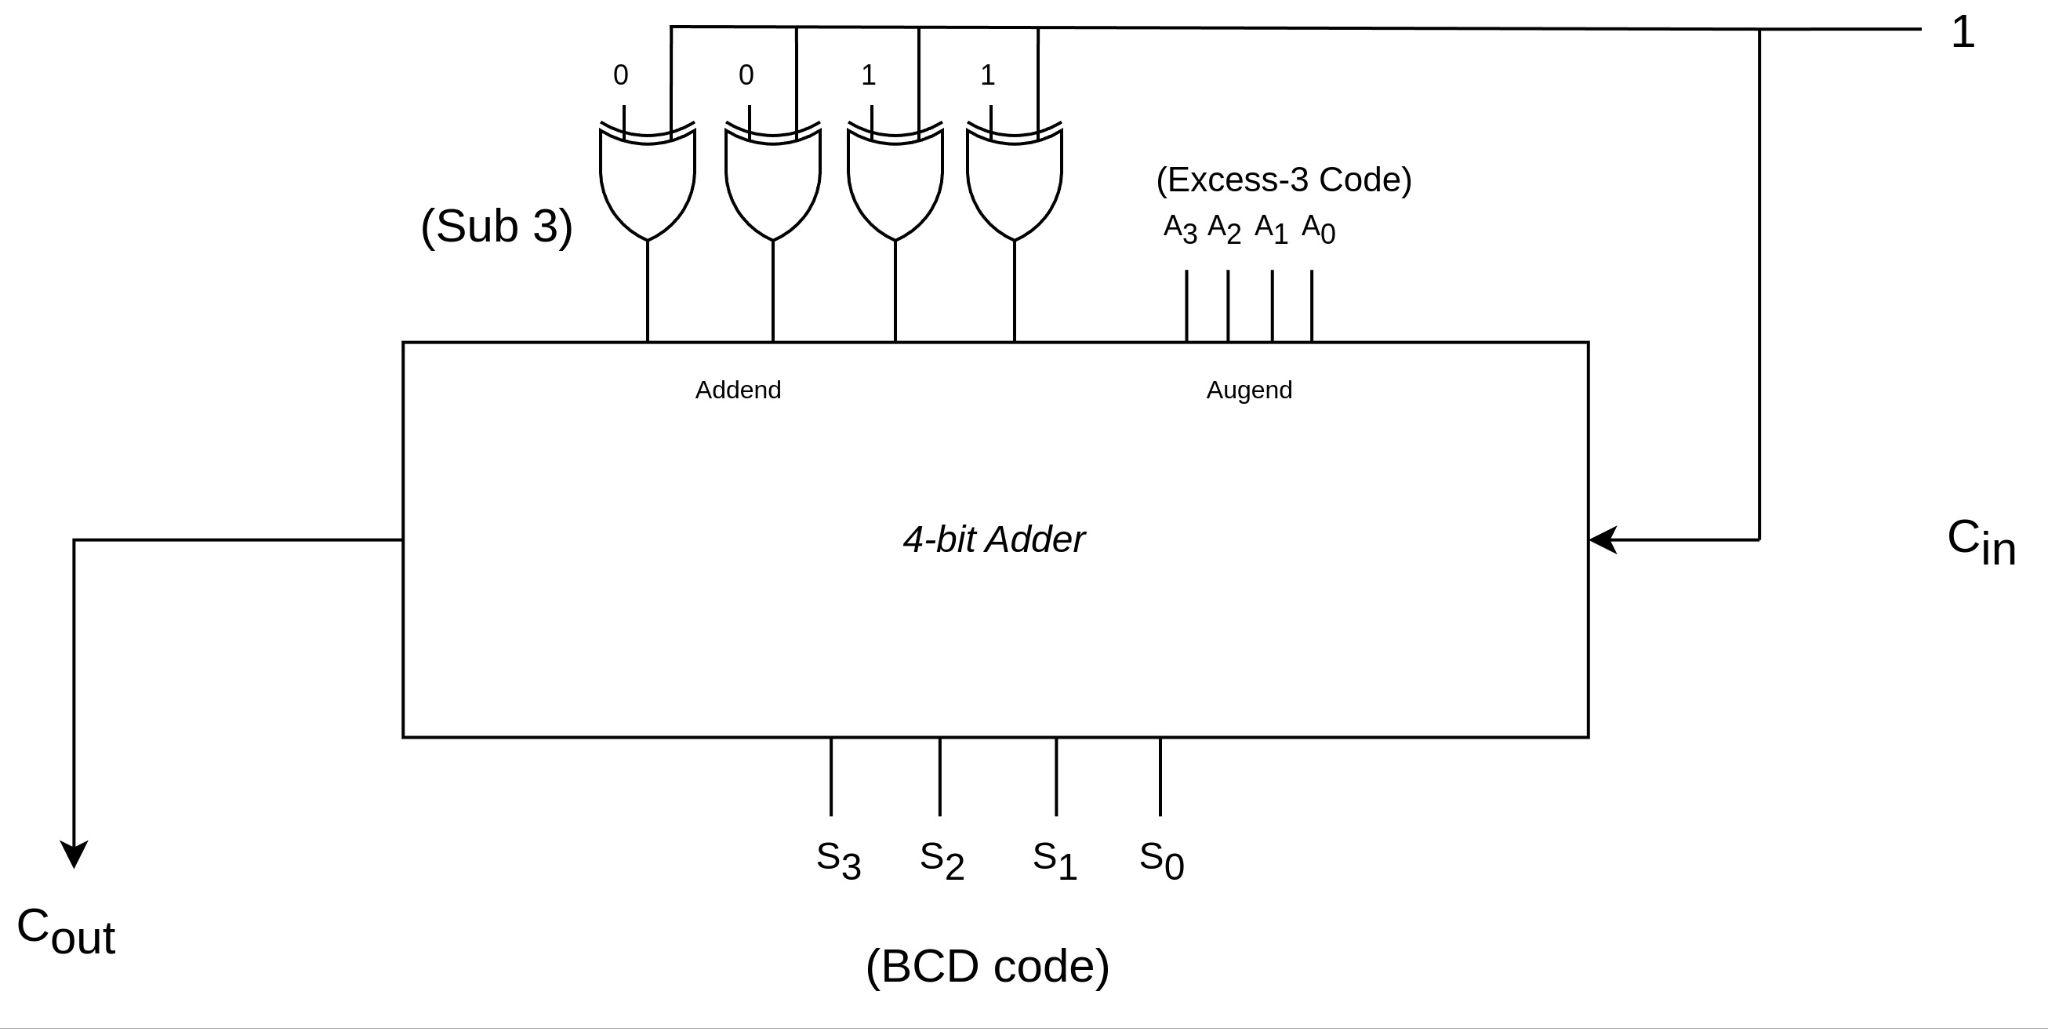 1
0 0 1 1
(Excess-3 Code)
(Sub 3)
A3 A2 A1 A0
Addend
Augend
4-bit Adder
Cin
S3 S2 S1 S0
Cout
(BCD code)